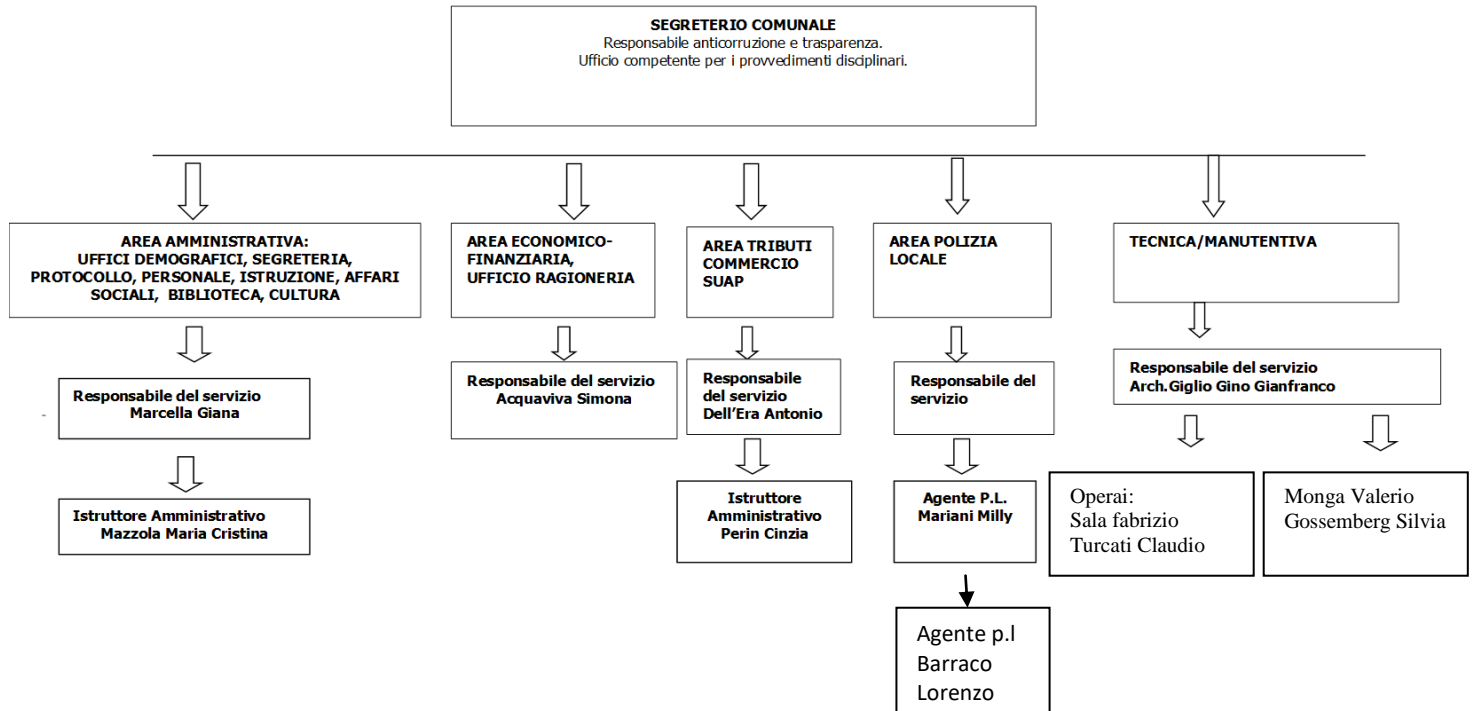 SEGRETERIO COMUNALE
Responsabile anticorruzione e trasparenza.
Ufficio competente per i provvedimenti disciplinari.
AREA AMMINISTRATIVA:
UFFICI DEMOGRAFICI, SEGRETERIA,
PROTOCOLLO, PERSONALE, ISTRUZIONE, AFFARI
SOCIALI, BIBLIOTECA, CULTURA
AREA ECONOMICO-
FINANZIARIA,
UFFICIO RAGIONERIA
AREA TRIBUTI
COMMERCIO
SUAP
AREA POLIZIA
LOCALE
TECNICA/MANUTENTIVA
Responsabile del servizio
Marcella Giana
Responsabile del servizio
Acquaviva Simona
Responsabile
del servizio
Dell'Era Antonio
Responsabile del
servizio
Responsabile del servizio
Arch.Giglio Gino Gianfranco
Istruttore Amministrativo
Mazzola Maria Cristina
Istruttore
Amministrativo
Perin Cinzia
Agente P.L.
Mariani Milly
Operai:
Sala fabrizio
Turcati Claudio
Monga Valerio
Gossemberg Silvia
Agente p.l
Barraco
Lorenzo